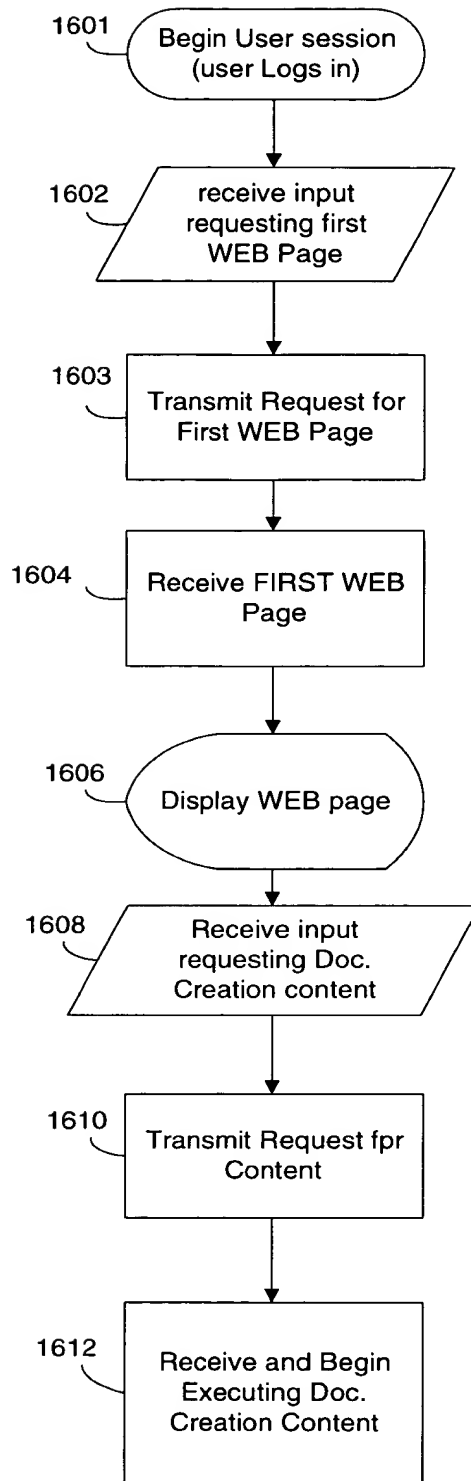 1601
Begin User session
(user Logs in)
1602
receive input
requesting first
WEB Page
1603
Transmit Request for
First WEB Page
1604
Receive FIRST WEB
Page
1606
Display WEB page
1608
Receive input
requesting Doc.
Creation content
1610
Transmit Request fpr
Content
1612
Receive and Begin
Executing Doc.
Creation Content